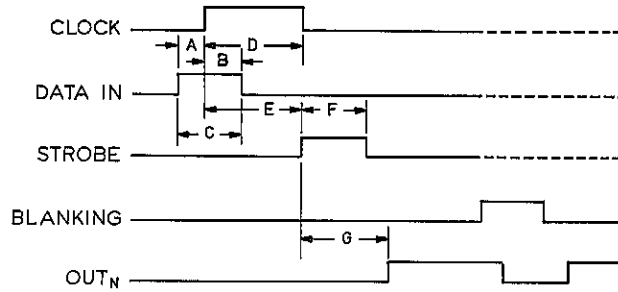 CLOCK
A D
B
DATA IN
E F
C
STROBE
BLANKING
G
OUTN